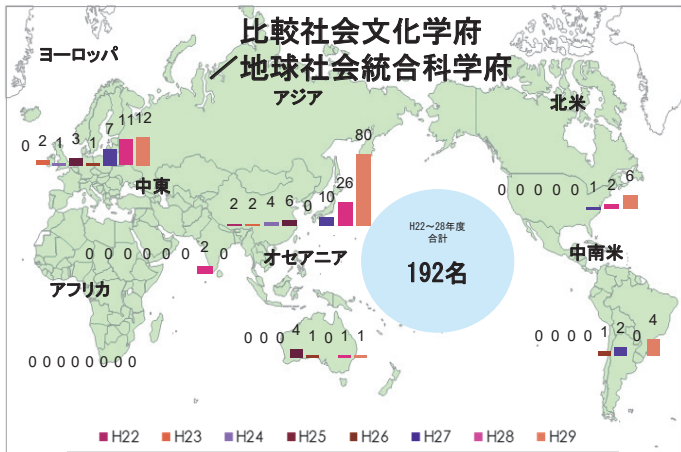 比較社会文化学府
／地球社会統合科学府
ヨーロッパ
0 2 1 3 1 7 11 12
アジア
2 2 4 6 0 10 26 80
北米
0 0 0 0 0 1 2 6
中東
0 0 0 0 0 0 2 0
H22～28年度
合計
192名
オセアニア
0 0 0 4 1 0 1 1
中南米
0 0 0 0 1 2 0 4
アフリカ
0 0 0 0 0 0 0 0
H22 H23 H24 H25 H26 H27 H28 H29